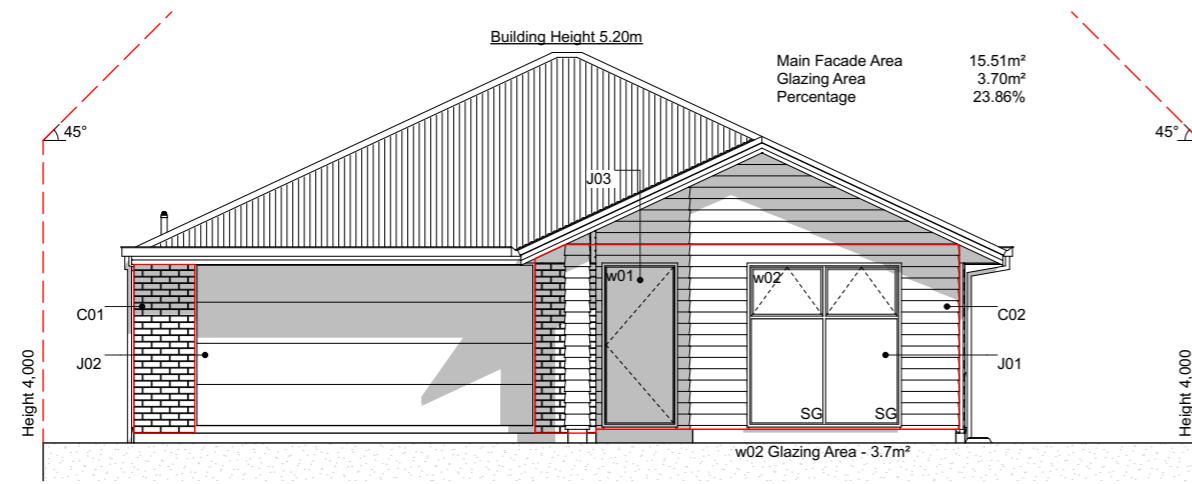 Building Height 5.20m
Main Facade Area 15.51m²
Glazing Area 3.70m²
Percentage 23.86%
45°
45°
J03
w01
w02
C01
C02
J02
J01
Height 4,000
Height 4,000
SG
SG
w02 Glazing Area - 3.7m²